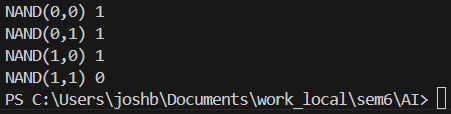 NAND(0,0) 1
NAND(0,1) 1
NAND(1,0) 1
NAND(1,1) 0
PS C:\Users\joshb\Documents\work_local\sem6\AI>